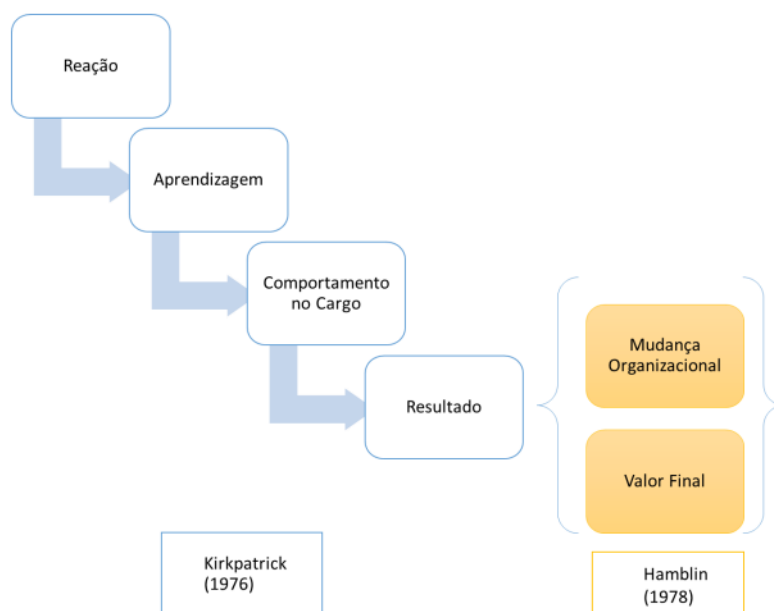 Reação
Aprendizagem
Comportamento
no Cargo
Resultado
Mudança
Organizacional
Valor Final
Kirkpatrick
(1976)
Hamblin
(1978)